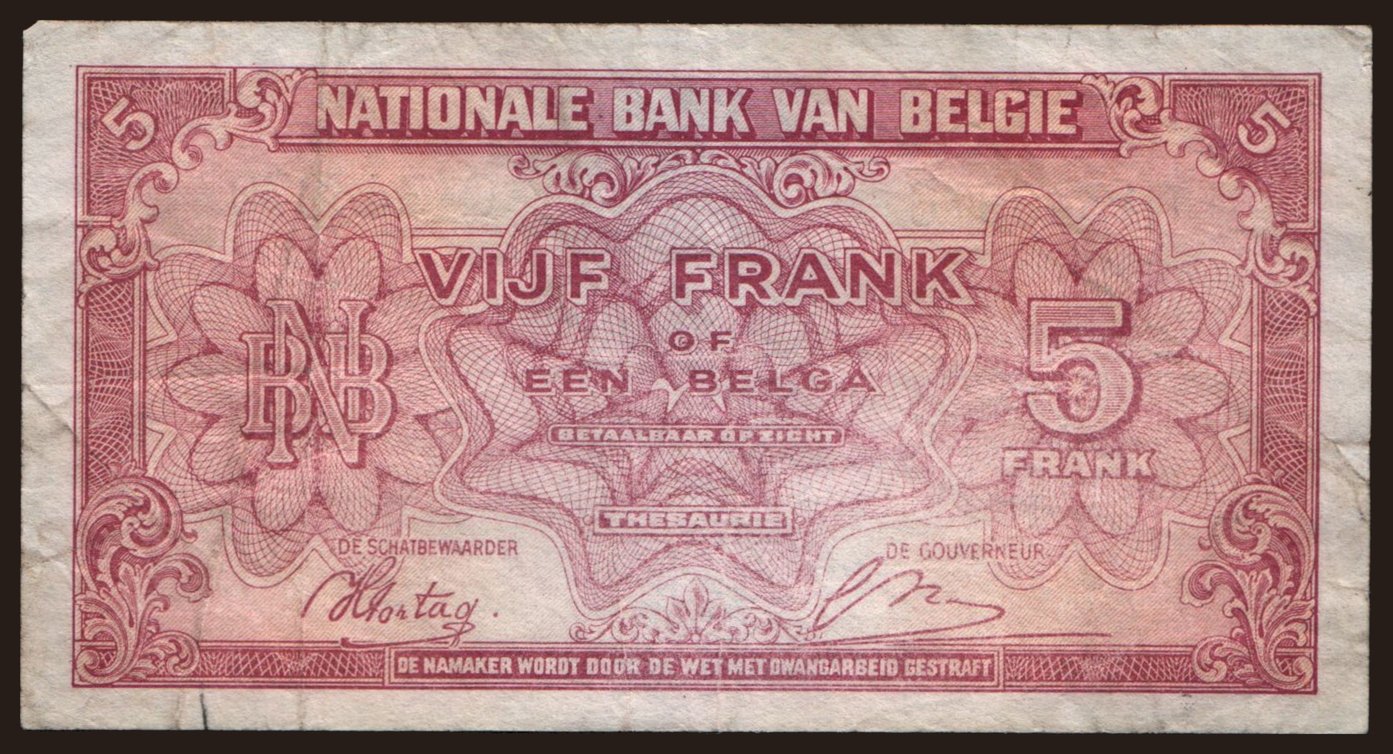 5 NATIONALE BANK VAN BELGIE 5
VIJF FRANK
OF
EEN BELGA
BNB
5
FRANK
BETAALBAAR OP ZICHT
THESAURIE
DE SCHATBEWAARDER
DE GOUVERNEUR
DE NAMAKER WORDT DOOR DE WET MET DWANGARBEID GESTRAFT